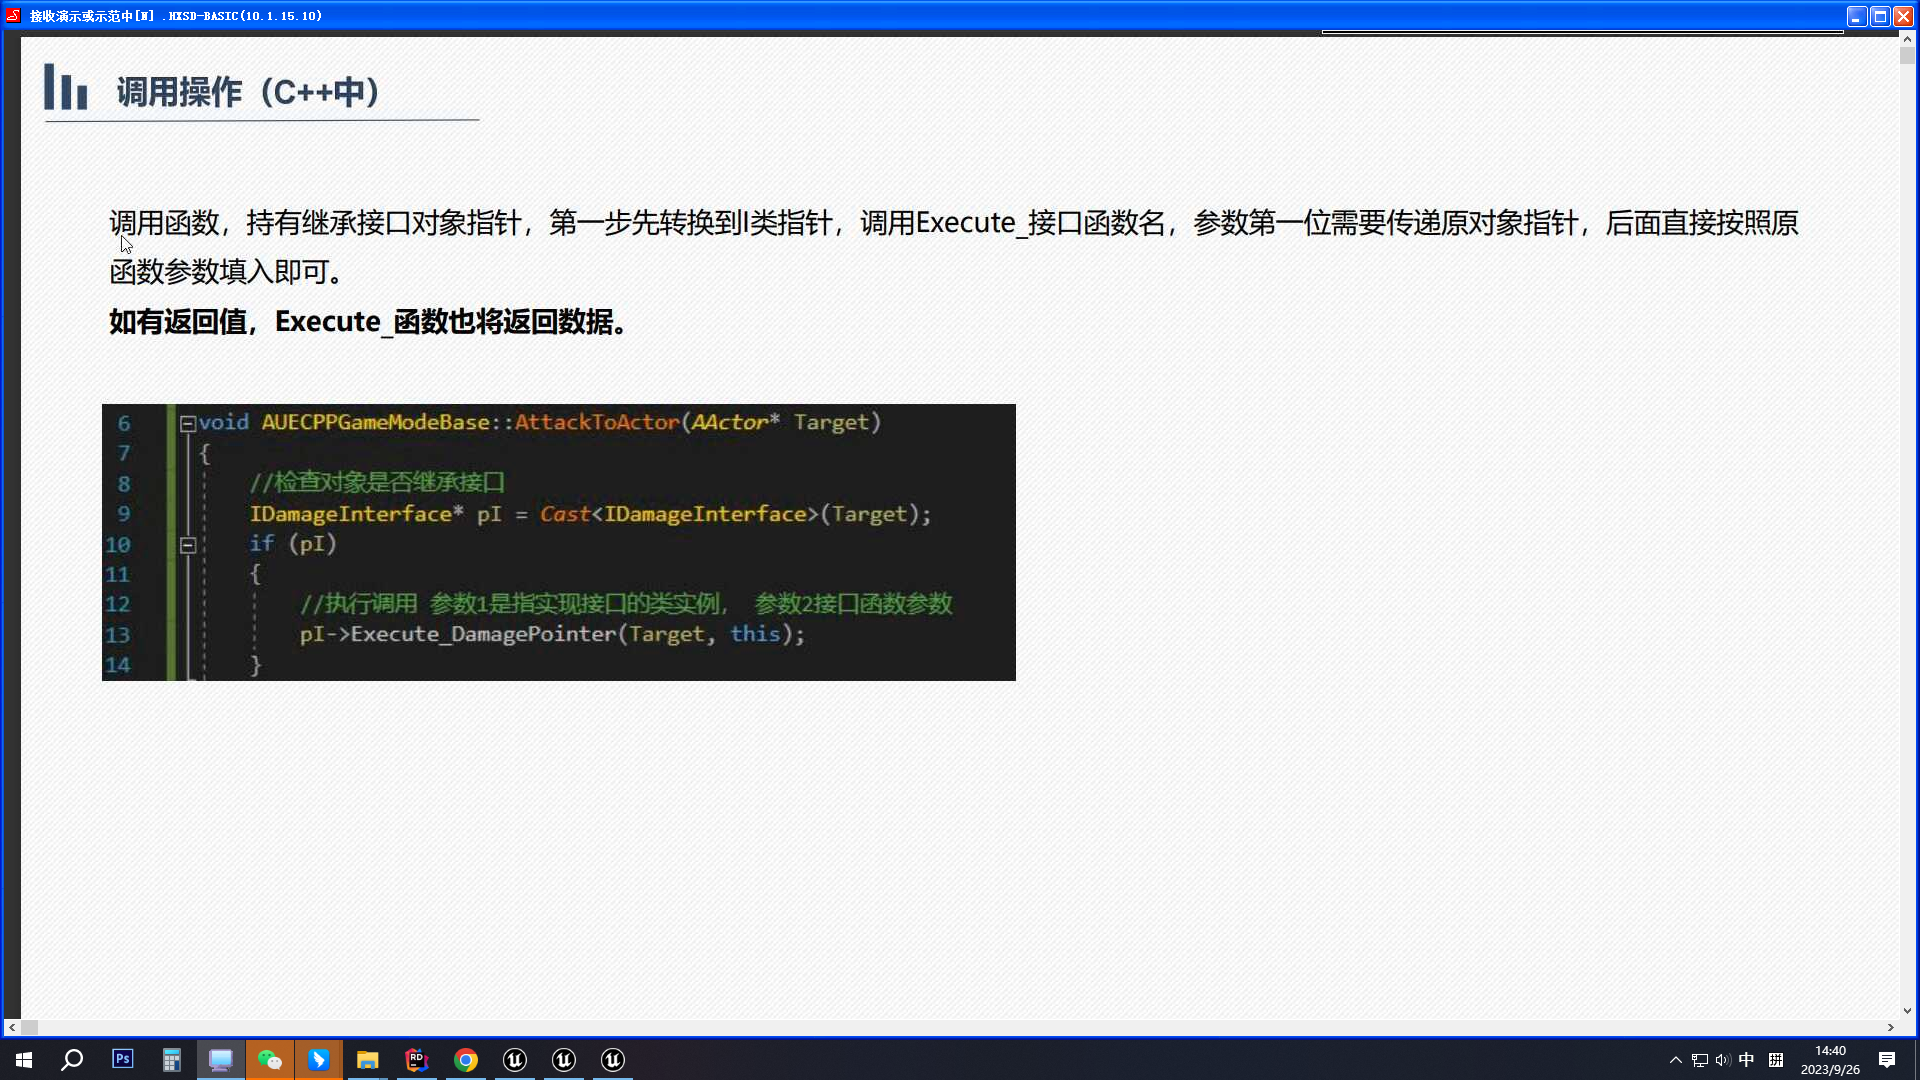 接收演示或示范中[W] .HXSD-BASIC(10.1.15.10)
调用操作（C++中）
调用函数，持有继承接口对象指针，第一步先转换到I类指针，调用Execute_接口函数名，参数第一位需要传递原对象指针，后面直接按照原
函数参数填入即可。
如有返回值，Execute_函数也将返回数据。
6 void AUECPPGameModeBase::AttackToActor(AActor* Target)
7 {
8 //检查对象是否继承接口
9 IDamageInterface* pI = Cast<IDamageInterface>(Target);
10 if (pI)
11 {
12 //执行调用 参数1是指实现接口的类实例， 参数2接口函数参数
13 pI->Execute_DamagePointer(Target, this);
14 }
Ps
RD
中
拼
14:40
2023/9/26